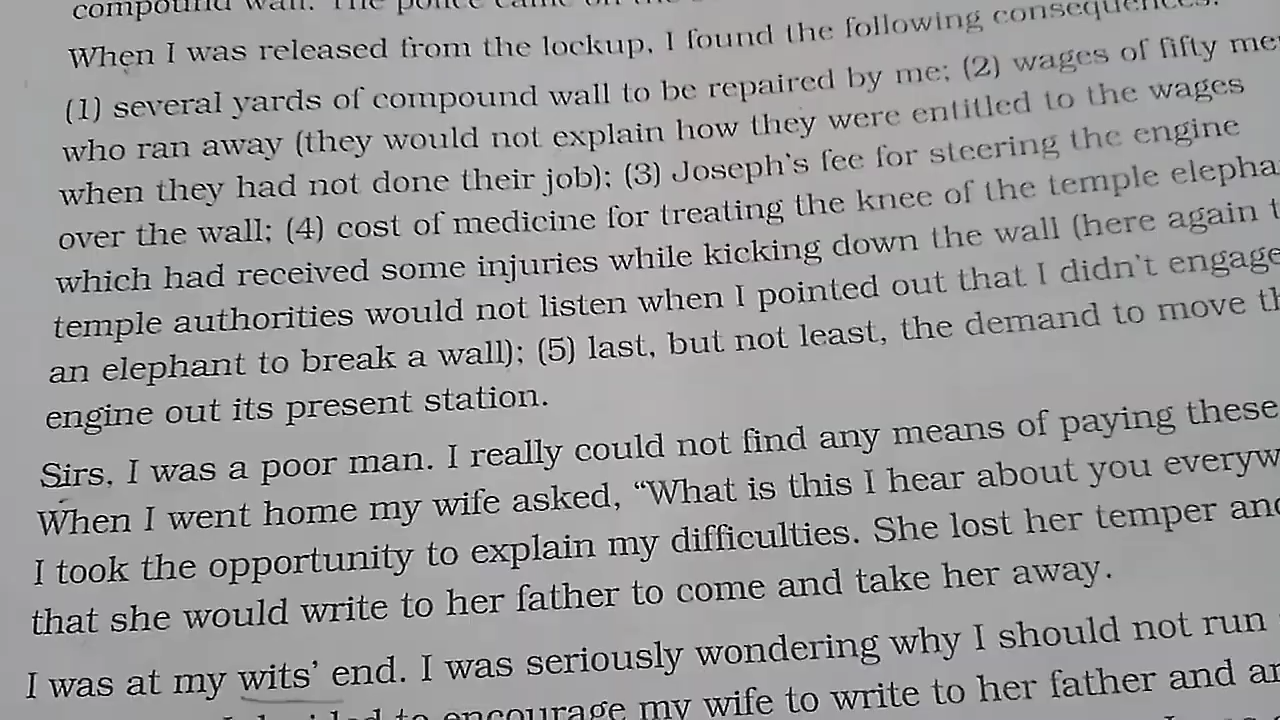 compound wall. The police came on the
When I was released from the lockup, I found the following consequences:
(1) several yards of compound wall to be repaired by me; (2) wages of fifty me
who ran away (they would not explain how they were entitled to the wages
when they had not done their job); (3) Joseph's fee for steering the engine
over the wall; (4) cost of medicine for treating the knee of the temple elepha
which had received some injuries while kicking down the wall (here again t
temple authorities would not listen when I pointed out that I didn't engage
an elephant to break a wall); (5) last, but not least, the demand to move th
engine out its present station.
Sirs, I was a poor man. I really could not find any means of paying these
When I went home my wife asked, “What is this I hear about you everyw
I took the opportunity to explain my difficulties. She lost her temper and
that she would write to her father to come and take her away.
I was at my wits' end. I was seriously wondering why I should not run
to encourage my wife to write to her father and ar